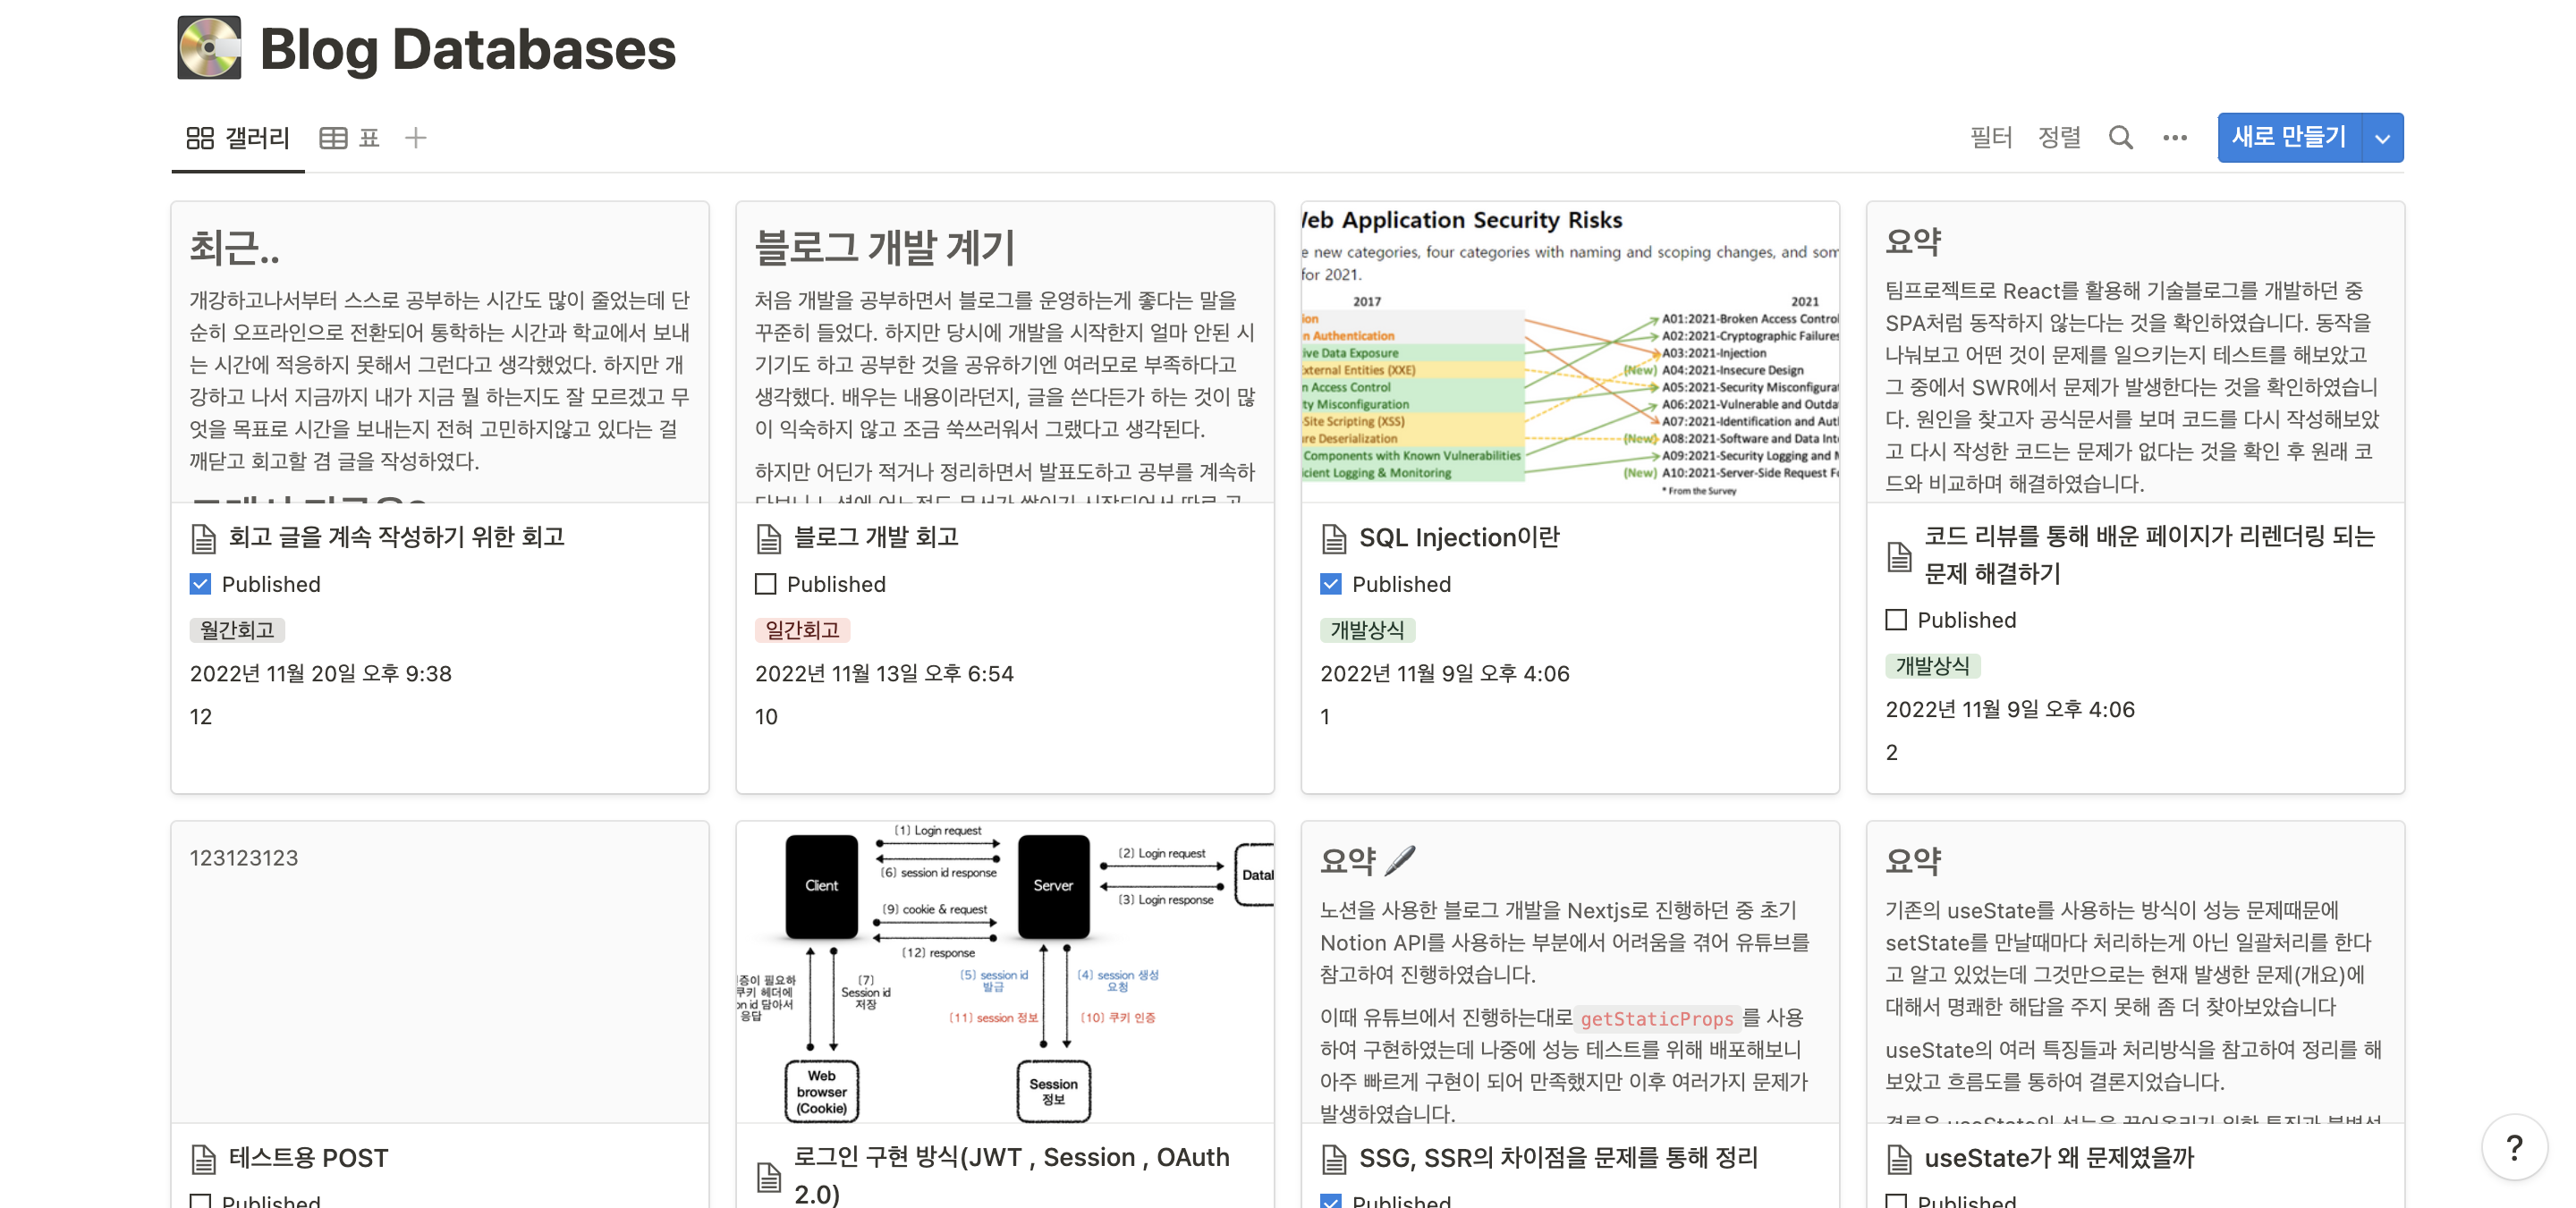 Blog Databases
갤러리 표
필터 정렬 새로 만들기
최근..
개강하고나서부터 스스로 공부하는 시간도 많이 줄었는데 단
순히 오프라인으로 전환되어 통학하는 시간과 학교에서 보내
는 시간에 적응하지 못해서 그런다고 생각했었다. 하지만 개
강하고 나서 지금까지 내가 지금 뭘 하는지도 잘 모르겠고 무
엇을 목표로 시간을 보내는지 전혀 고민하지않고 있다는 걸
깨닫고 회고할 겸 글을 작성하였다.
회고 글을 계속 작성하기 위한 회고
Published
월간회고
2022년 11월 20일 오후 9:38
12
블로그 개발 계기
처음 개발을 공부하면서 블로그를 운영하는게 좋다는 말을
꾸준히 들었다. 하지만 당시에 개발을 시작한지 얼마 안된 시
기기도 하고 공부한 것을 공유하기엔 여러모로 부족하다고
생각했다. 배우는 내용이라던지, 글을 쓴다든가 하는 것이 많
이 익숙하지 않고 조금 쑥쓰러워서 그랬다고 생각된다.
하지만 어딘가 적거나 정리하면서 발표도하고 공부를 계속하
블로그 개발 회고
Published
일간회고
2022년 11월 13일 오후 6:54
10
Web Application Security Risks
e new categories, four categories with naming and scoping changes, and som
for 2021.
2017 2021
ion A01:2021-Broken Access Control
n Authentication A02:2021-Cryptographic Failures
ive Data Exposure A03:2021-Injection
External Entities (XXE) (New) A04:2021-Insecure Design
n Access Control A05:2021-Security Misconfigurat
ty Misconfiguration A06:2021-Vulnerable and Outda
-Site Scripting (XSS) A07:2021-Identification and Aut
re Deserialization (New) A08:2021-Software and Data Int
Components with Known Vulnerabilities A09:2021-Security Logging and M
icient Logging & Monitoring (New) A10:2021-Server-Side Request F
* From the Survey
SQL Injection이란
Published
개발상식
2022년 11월 9일 오후 4:06
1
요약
팀프로젝트로 React를 활용해 기술블로그를 개발하던 중
SPA처럼 동작하지 않는다는 것을 확인하였습니다. 동작을
나눠보고 어떤 것이 문제를 일으키는지 테스트를 해보았고
그 중에서 SWR에서 문제가 발생한다는 것을 확인하였습니
다. 원인을 찾고자 공식문서를 보며 코드를 다시 작성해보았
고 다시 작성한 코드는 문제가 없다는 것을 확인 후 원래 코
드와 비교하며 해결하였습니다.
코드 리뷰를 통해 배운 페이지가 리렌더링 되는
문제 해결하기
Published
개발상식
2022년 11월 9일 오후 4:06
2
123123123
테스트용 POST
Published
(1) Login request
(6) session id response
(2) Login request
(3) Login response
Client
Server
Datal
(9) cookie & request
(12) response
증이 필요하
쿠키 헤더에
on id 담아서
응답
(7)
Session id
저장
(5) session id
발급
(4) session 생성
요청
(11) session 정보
(10) 쿠키 인증
Web
browser
(Cookie)
Session
정보
로그인 구현 방식(JWT , Session , OAuth
2.0)
요약
노션을 사용한 블로그 개발을 Nextjs로 진행하던 중 초기
Notion API를 사용하는 부분에서 어려움을 겪어 유튜브를
참고하여 진행하였습니다.
이때 유튜브에서 진행하는대로 getStaticProps 를 사용
하여 구현하였는데 나중에 성능 테스트를 위해 배포해보니
아주 빠르게 구현이 되어 만족했지만 이후 여러가지 문제가
발생하였습니다.
SSG, SSR의 차이점을 문제를 통해 정리
Published
요약
기존의 useState를 사용하는 방식이 성능 문제때문에
setState를 만날때마다 처리하는게 아닌 일괄처리를 한다
고 알고 있었는데 그것만으로는 현재 발생한 문제(개요)에
대해서 명쾌한 해답을 주지 못해 좀 더 찾아보았습니다
useState의 여러 특징들과 처리방식을 참고하여 정리를 해
보았고 흐름도를 통하여 결론지었습니다.
useState가 왜 문제였을까
Published
?